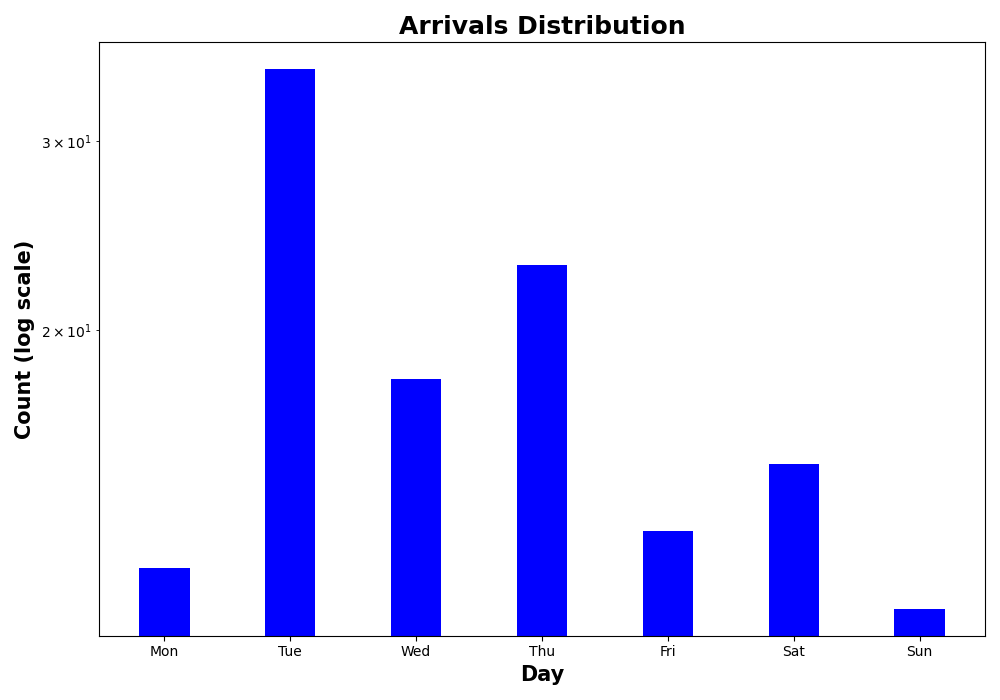 Arrivals Distribution
Count (log scale)
3 × 10¹
2 × 10¹
Mon Tue Wed Thu Fri Sat Sun
Day